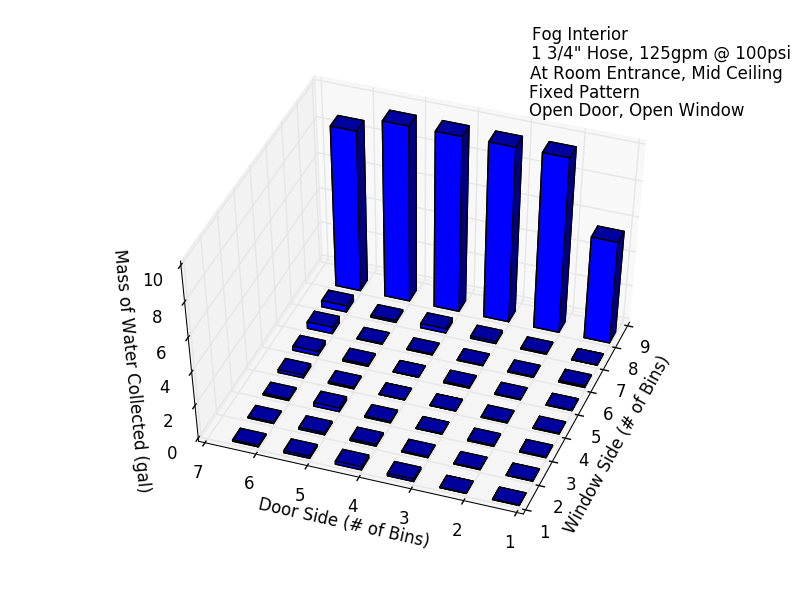 Fog Interior
1 3/4" Hose, 125gpm @ 100psi
At Room Entrance, Mid Ceiling
Fixed Pattern
Open Door, Open Window
Mass of Water Collected (gal)
10
8
6
4
2
0
Door Side (# of Bins)
7
6
5
4
3
2
1
Window Side (# of Bins)
9
8
7
6
5
4
3
2
1